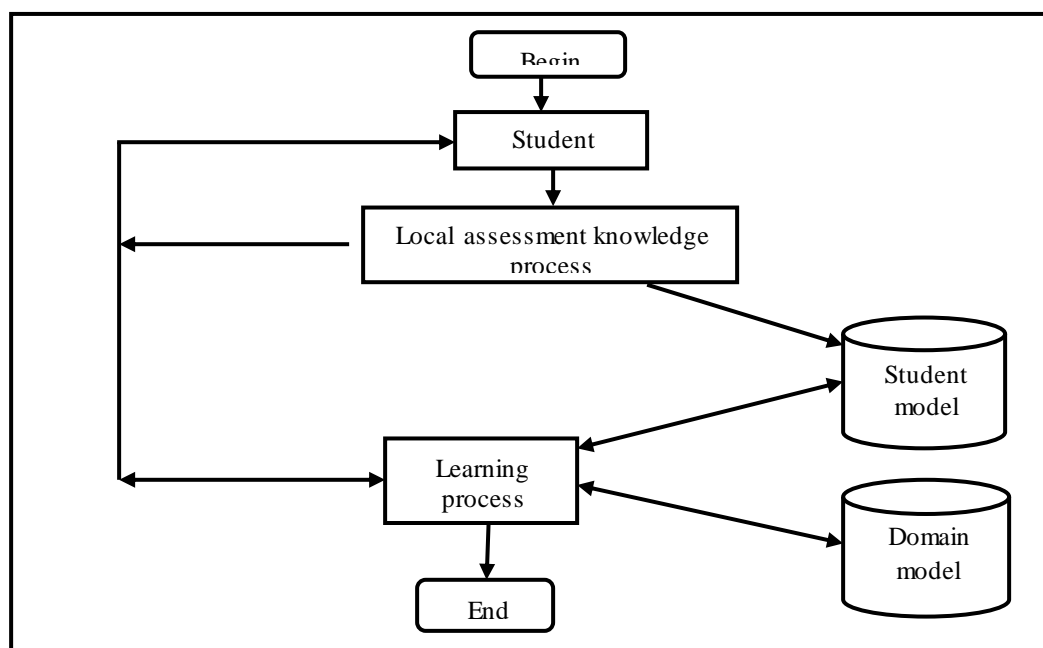 Begin
Student
Local assessment knowledge
process
Student
model
Learning
process
Domain
model
End